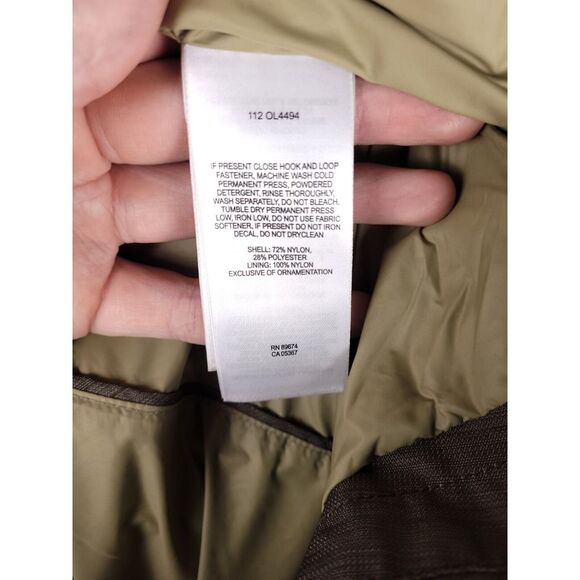 112 OL4494
IF PRESENT CLOSE HOOK AND LOOP
FASTENER, MACHINE WASH COLD
PERMANENT PRESS, POWDERED
DETERGENT, RINSE THOROUGHLY,
WASH SEPARATELY, DO NOT BLEACH,
TUMBLE DRY PERMANENT PRESS
LOW, IRON LOW, DO NOT USE FABRIC
SOFTENER, IF PRESENT DO NOT IRON
DECAL, DO NOT DRYCLEAN
SHELL: 72% NYLON,
28% POLYESTER
LINING: 100% NYLON
EXCLUSIVE OF ORNAMENTATION
RN 89674
CA 05367